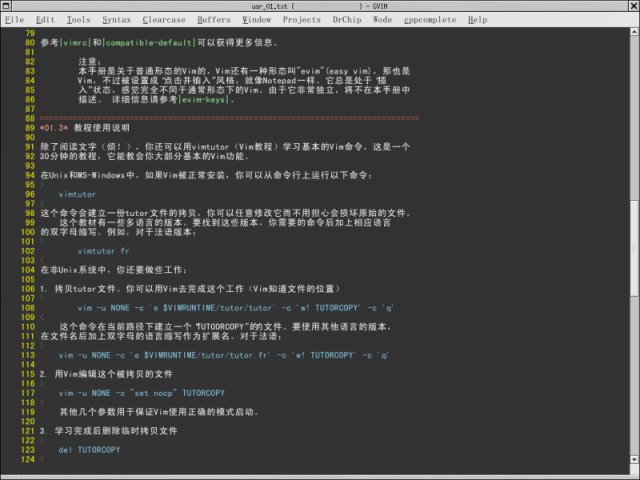 usr_01.txt ( ) - GVIM
File Edit Tools Syntax Clearcase Buffers Window Projects DrChip Wode cppcomplete Help
79
80 参考|vimrc|和|compatible-default|可以获得更多信息。
81
82 注意:
83 本手册是关于普通形态的Vim的，Vim还有一种形态叫"evim"(easy vim)，那也是
84 Vim，不过被设置成“点击并输入”风格，就像Notepad一样。它总是处于“插
85 入”状态，感觉完全不同于通常形态下的Vim。由于它非常独立，将不在本手册中
86 描述。 详细信息请参考|evim-keys|。
87
88 ================================================================================
89 *01.3* 教程使用说明
90
91 除了阅读文字（烦！），你还可以用vimtutor（Vim教程）学习基本的Vim命令，这是一个
92 30分钟的教程，它能教会你大部分基本的Vim功能。
93
94 在Unix和MS-Windows中，如果Vim被正常安装，你可以从命令行上运行以下命令:
95 >
96 vimtutor
97 <
98 这个命令会建立一份tutor文件的拷贝，你可以任意修改它而不用担心会损坏原始的文件。
99 这个教材有一些多语言的版本。要找到这些版本，你需要的命令后加上相应语言
100 的双字母缩写。例如，对于法语版本:
101 >
102 vimtutor fr
103 <
104 在非Unix系统中，你还要做些工作:
105
106 1. 拷贝tutor文件。你可以用Vim去完成这个工作（Vim知道文件的位置）
107 >
108 vim -u NONE -c 'e $VIMRUNTIME/tutor/tutor' -c 'w! TUTORCOPY' -c 'q'
109 <
110 这个命令在当前路径下建立一个“TUTOORCOPY”的的文件。要使用其他语言的版本，
111 在文件名后加上双字母的语言缩写作为扩展名。对于法语:
112 >
113 vim -u NONE -c 'e $VIMRUNTIME/tutor/tutor.fr' -c 'w! TUTORCOPY' -c 'q'
114 <
115 2. 用Vim编辑这个被拷贝的文件
116 >
117 vim -u NONE -c "set nocp" TUTORCOPY
118 <
119 其他几个参数用于保证Vim使用正确的模式启动。
120
121 3. 学习完成后删除临时拷贝文件
122 >
123 del TUTORCOPY
124 <